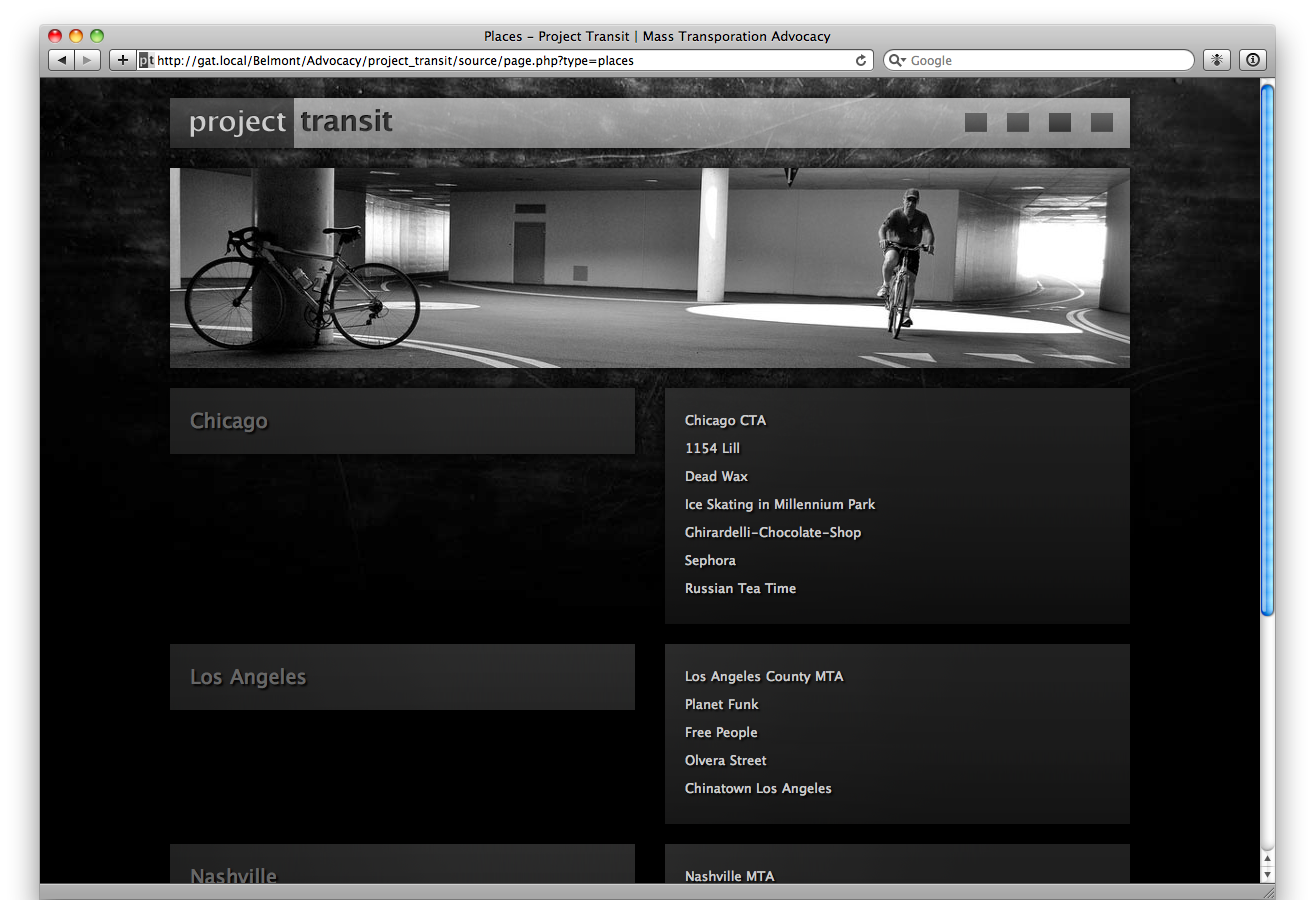 Places – Project Transit | Mass Transporation Advocacy
pt http://gat.local/Belmont/Advocacy/project_transit/source/page.php?type=places
Google
project transit
Chicago
Chicago CTA
1154 Lill
Dead Wax
Ice Skating in Millennium Park
Ghirardelli-Chocolate-Shop
Sephora
Russian Tea Time
Los Angeles
Los Angeles County MTA
Planet Funk
Free People
Olvera Street
Chinatown Los Angeles
Nashville
Nashville MTA